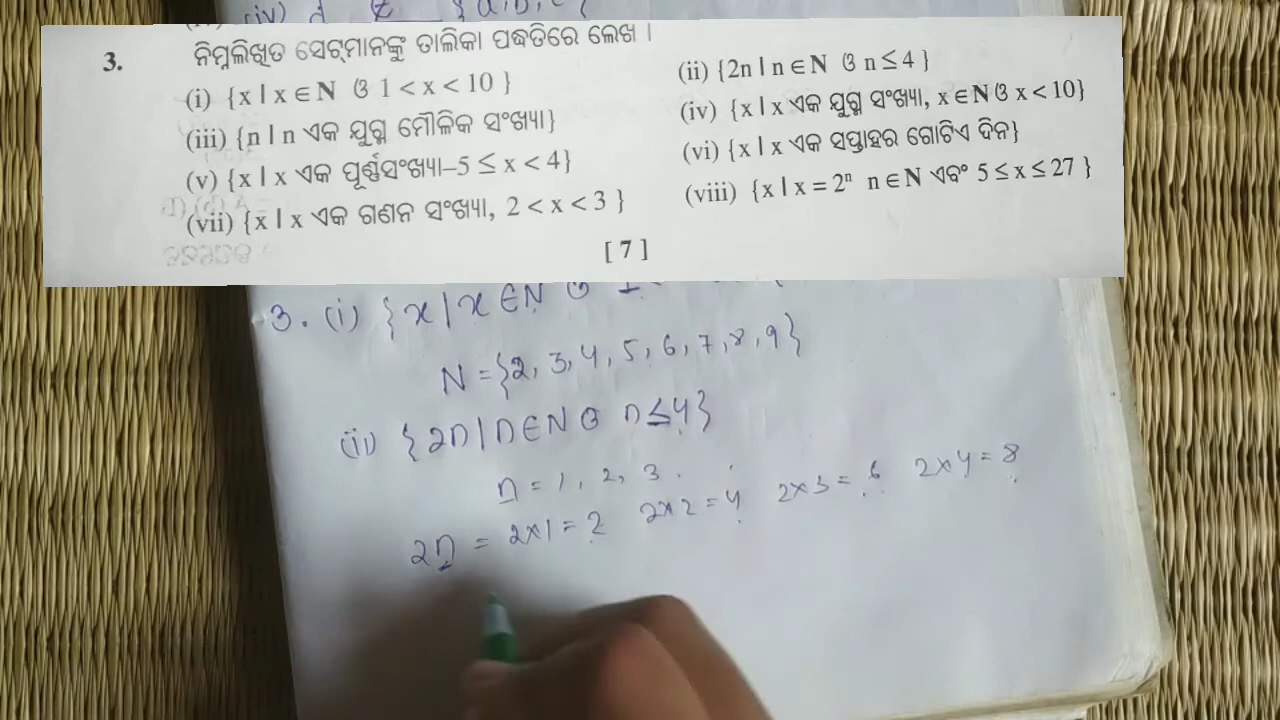 3. ନିମ୍ନଲିଖିତ ସେଟ୍‌ମାନଙ୍କୁ ତାଲିକା ପଦ୍ଧତିରେ ଲେଖ ।
(i) {x | x ∈ N ଓ 1 < x < 10 }
(ii) {2n | n ∈ N ଓ n ≤ 4 }
(iii) {n | n ଏକ ଯୁଗ୍ମ ମୌଳିକ ସଂଖ୍ୟା}
(iv) {x | x ଏକ ଯୁଗ୍ମ ସଂଖ୍ୟା, x ∈ N ଓ x < 10}
(v) {x | x ଏକ ପୂର୍ଣ୍ଣସଂଖ୍ୟା–5 ≤ x < 4}
(vi) {x | x ଏକ ସପ୍ତାହର ଗୋଟିଏ ଦିନ}
(vii) {x | x ଏକ ଗଣନ ସଂଖ୍ୟା, 2 < x < 3 }
(viii) {x | x = 2ⁿ n ∈ N ଏବଂ 5 ≤ x ≤ 27 }
[ 7 ]
3. (i) {x | x ∈ N ଓ
N = {2, 3, 4, 5, 6, 7, 8, 9}
(ii) {2n | n ∈ N ଓ n ≤ 4}
n = 1, 2, 3 .
2n = 2×1 = 2 2×2 = 4 2×3 = 6 2×4 = 8